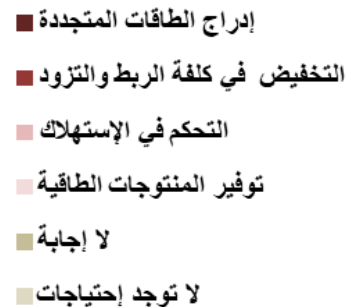 إدراج الطاقات المتجددة
التخفيض في كلفة الربط والتزود
التحكم في الإستهلاك
توفير المنتوجات الطاقية
لا إجابة
لا توجد إحتياجات